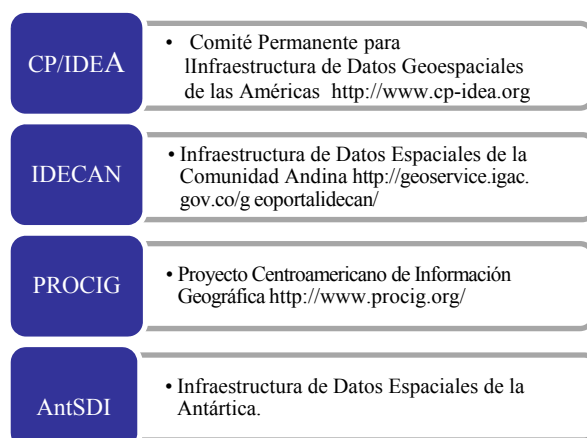 CP/IDEA
• Comité Permanente para
lInfraestructura de Datos Geoespaciales
de las Américas http://www.cp-idea.org
IDECAN
• Infraestructura de Datos Espaciales de la
Comunidad Andina http://geoservice.igac.
gov.co/g eoportalidecan/
PROCIG
• Proyecto Centroamericano de Información
Geográfica http://www.procig.org/
AntSDI
• Infraestructura de Datos Espaciales de la
Antártica.